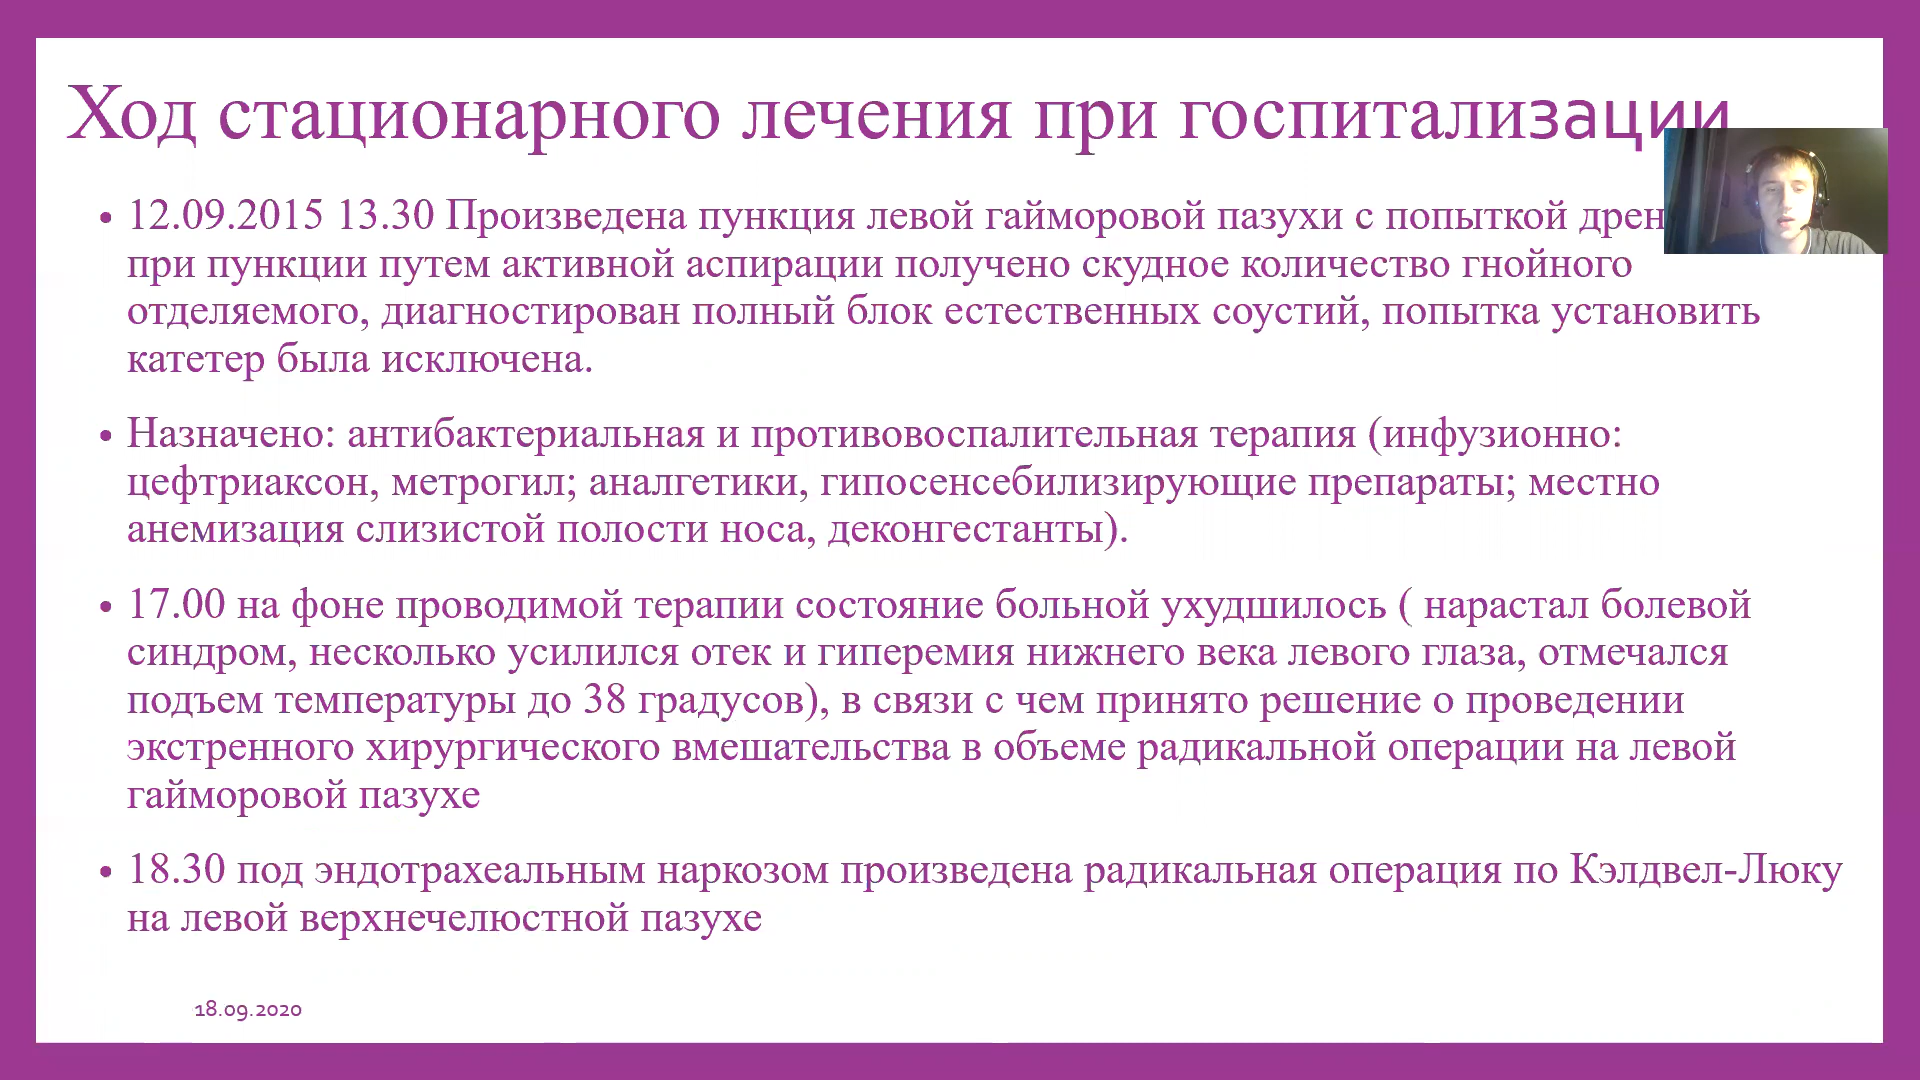 Ход стационарного лечения при госпитализации
• 12.09.2015 13.30 Произведена пункция левой гайморовой пазухи с попыткой
при пункции путем активной аспирации получено скудное количество гнойного
отделяемого, диагностирован полный блок естественных соустий, попытка установить
катетер была исключена.
• Назначено: антибактериальная и противовоспалительная терапия (инфузионно:
цефтриаксон, метрогил; аналгетики, гипосенсебилизирующие препараты; местно
анемизация слизистой полости носа, деконгестанты).
• 17.00 на фоне проводимой терапии состояние больной ухудшилось ( нарастал болевой
синдром, несколько усилился отек и гиперемия нижнего века левого глаза, отмечался
подъем температуры до 38 градусов), в связи с чем принято решение о проведении
экстренного хирургического вмешательства в объеме радикальной операции на левой
гайморовой пазухе
• 18.30 под эндотрахеальным наркозом произведена радикальная операция по Кэлдвел-Люку
на левой верхнечелюстной пазухе
18.09.2020